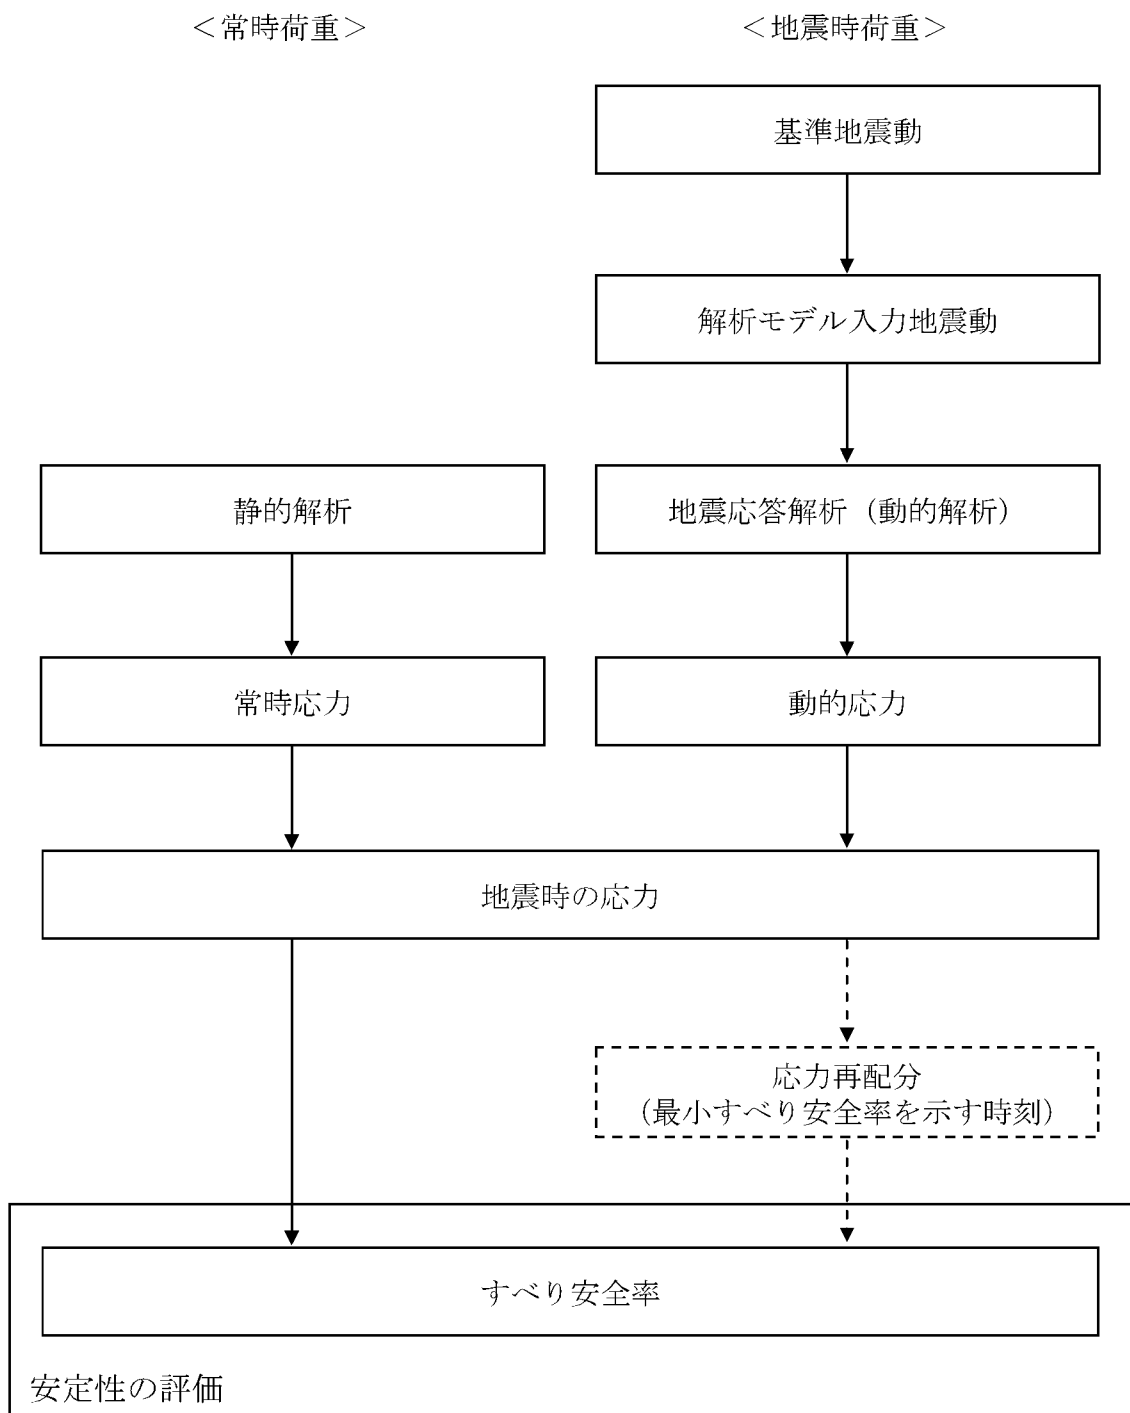 ＜常時荷重＞
＜地震時荷重＞
基準地震動
解析モデル入力地震動
静的解析
地震応答解析（動的解析）
常時応力
動的応力
地震時の応力
応力再配分
（最小すべり安全率を示す時刻）
すべり安全率
安定性の評価